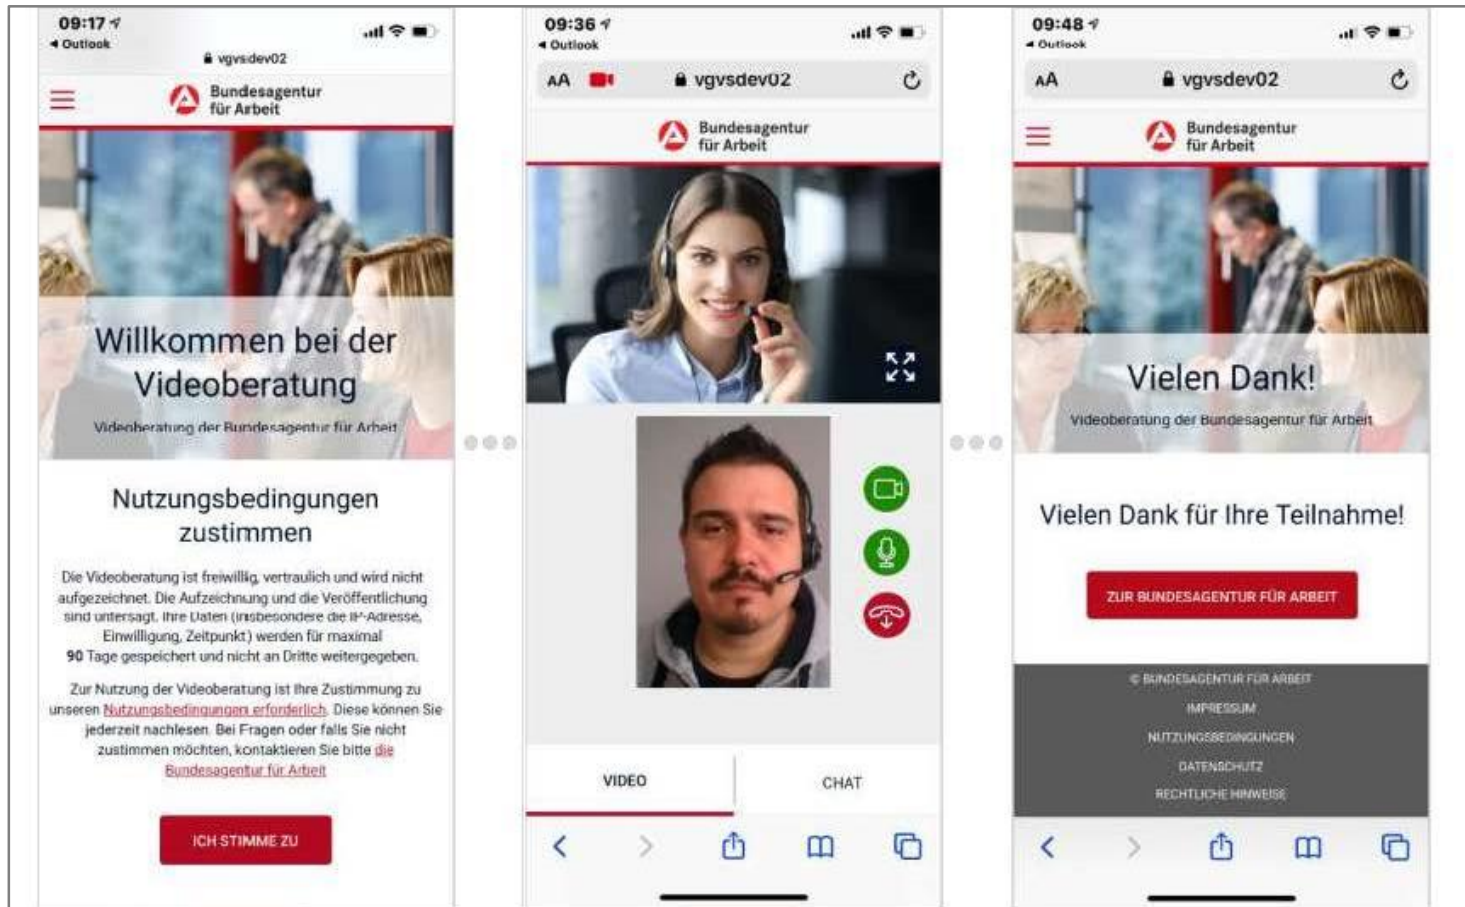 09:17
◄ Outlook
vgvsdev02
Bundesagentur
für Arbeit
Willkommen bei der
Videoberatung
Videoberatung der Bundesagentur für Arbeit
Nutzungsbedingungen
zustimmen
Die Videoberatung ist freiwillig, vertraulich und wird nicht
aufgezeichnet. Die Aufzeichnung und die Veröffentlichung
sind untersagt. Ihre Daten (insbesondere die IP-Adresse,
Einwilligung, Zeitpunkt) werden für maximal
90 Tage gespeichert und nicht an Dritte weitergegeben.
Zur Nutzung der Videoberatung ist Ihre Zustimmung zu
unseren Nutzungsbedingungen erforderlich. Diese können Sie
jederzeit nachlesen. Bei Fragen oder falls Sie nicht
zustimmen möchten, kontaktieren Sie bitte die
Bundesagentur für Arbeit
ICH STIMME ZU
09:36
◄ Outlook
AA vgvsdev02
Bundesagentur
für Arbeit
VIDEO CHAT
09:48
◄ Outlook
AA vgvsdev02
Bundesagentur
für Arbeit
Vielen Dank!
Videoberatung der Bundesagentur für Arbeit
Vielen Dank für Ihre Teilnahme!
ZUR BUNDESAGENTUR FÜR ARBEIT
© BUNDESAGENTUR FÜR ARBEIT
IMPRESSUM
NUTZUNGSBEDINGUNGEN
DATENSCHUTZ
RECHTLICHE HINWEISE